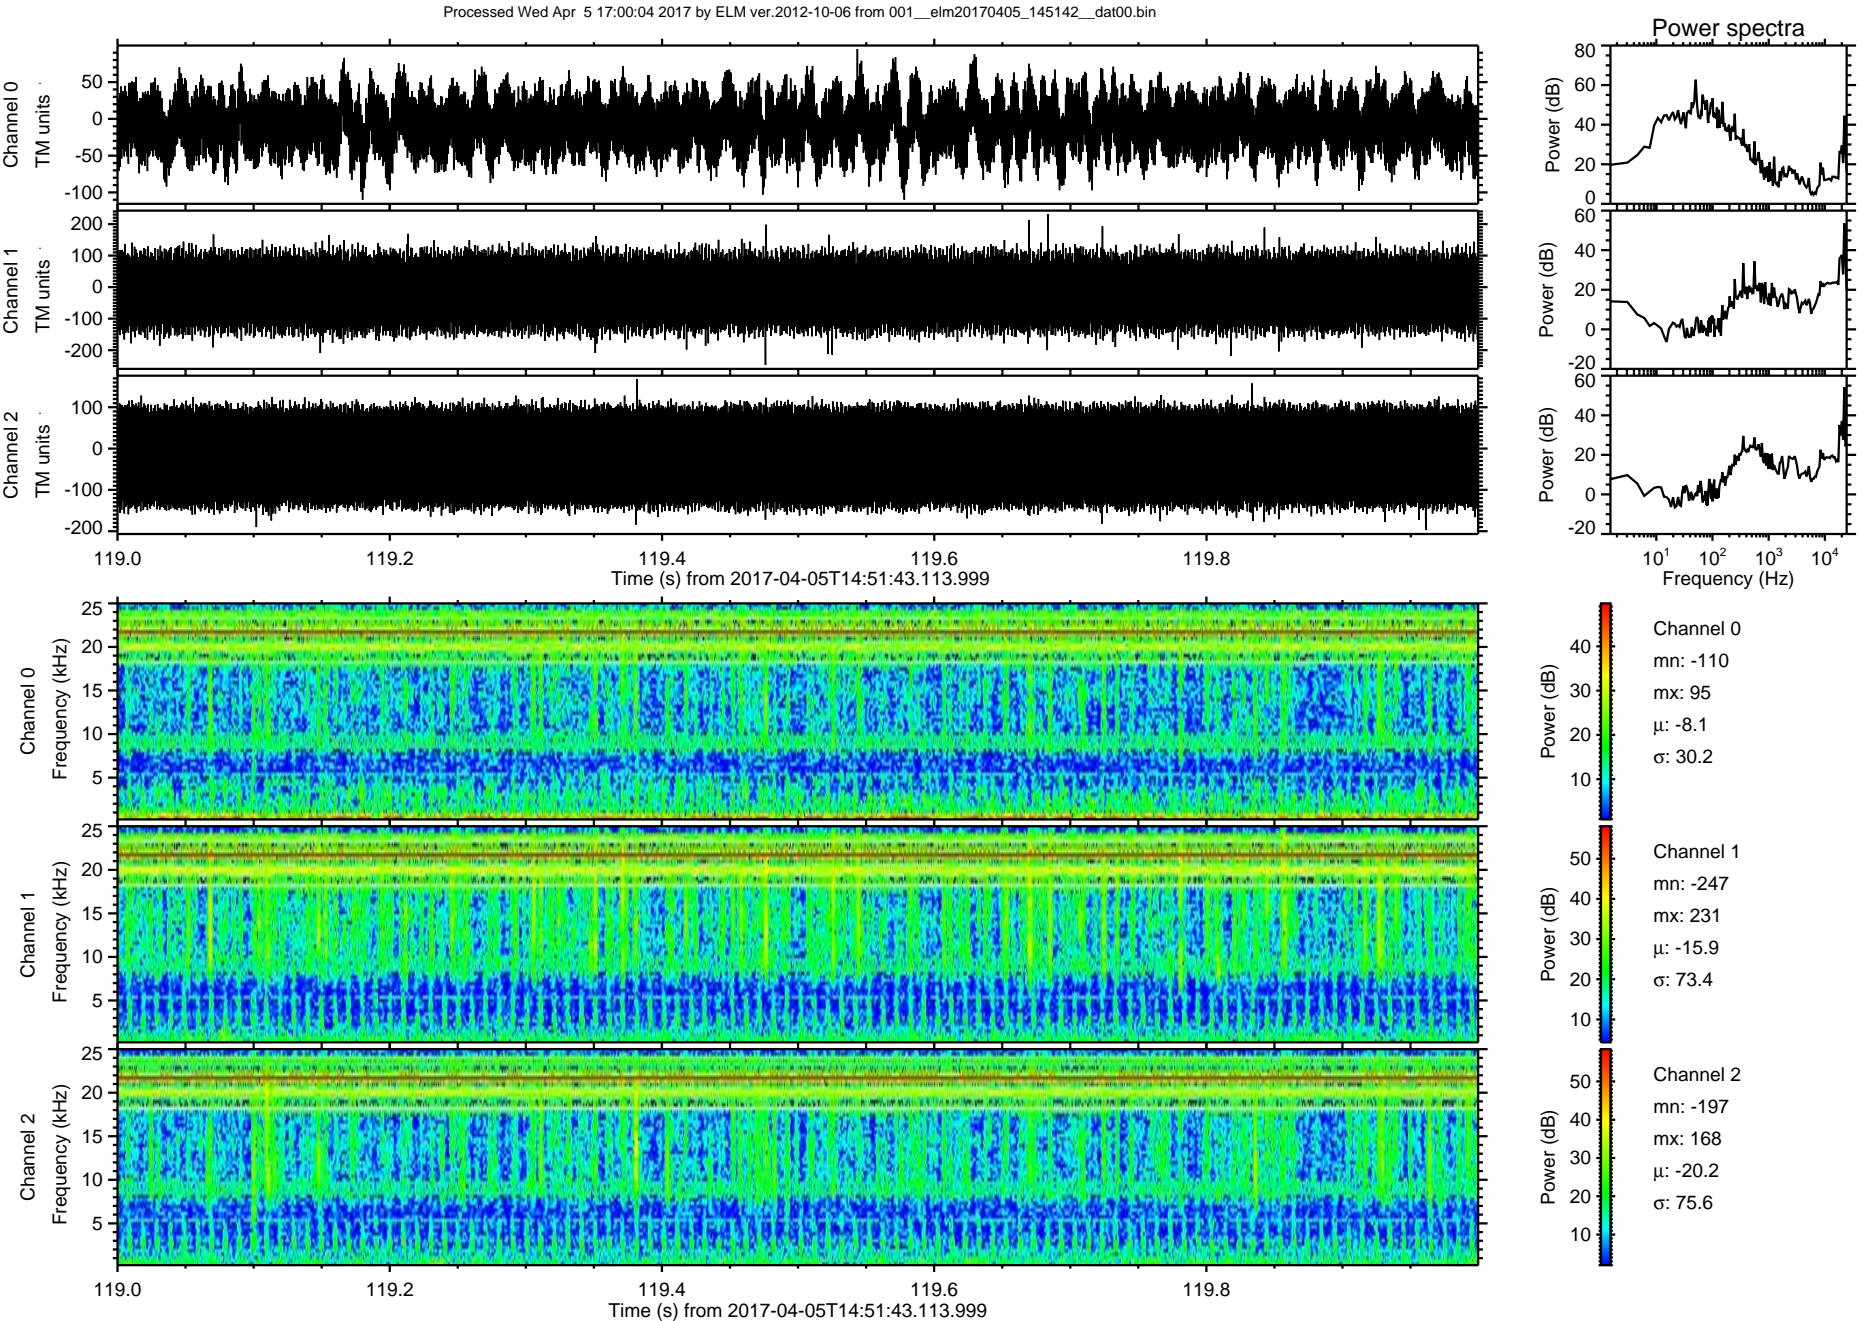 Processed Wed Apr  5 17:00:04 2017 by ELM ver.2012-10-06 from 001__elm20170405_145142__dat00.bin
Power spectra
Channel 0
TM units
50
0
-50
-100
Power (dB)
80
60
40
20
0
Channel 1
TM units
200
100
0
-100
-200
Power (dB)
60
40
20
0
-20
Channel 2
TM units
100
0
-100
-200
Power (dB)
60
40
20
0
-20
119.0 119.2 119.4 119.6 119.8
Time (s) from 2017-04-05T14:51:43.113.999
10¹ 10² 10³ 10⁴
Frequency (Hz)
Channel 0
Frequency (kHz)
25
20
15
10
5
Power (dB)
40
30
20
10
Channel 0
mn: -110
mx: 95
μ: -8.1
σ: 30.2
Channel 1
Frequency (kHz)
25
20
15
10
5
Power (dB)
50
40
30
20
10
Channel 1
mn: -247
mx: 231
μ: -15.9
σ: 73.4
Channel 2
Frequency (kHz)
25
20
15
10
5
Power (dB)
50
40
30
20
10
Channel 2
mn: -197
mx: 168
μ: -20.2
σ: 75.6
119.0 119.2 119.4 119.6 119.8
Time (s) from 2017-04-05T14:51:43.113.999